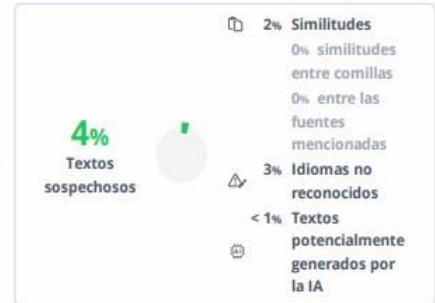 4%
Textos
sospechosos
2% Similitudes
0% similitudes
entre comillas
0% entre las
fuentes
mencionadas
3% Idiomas no
reconocidos
< 1% Textos
potencialmente
generados por
la IA